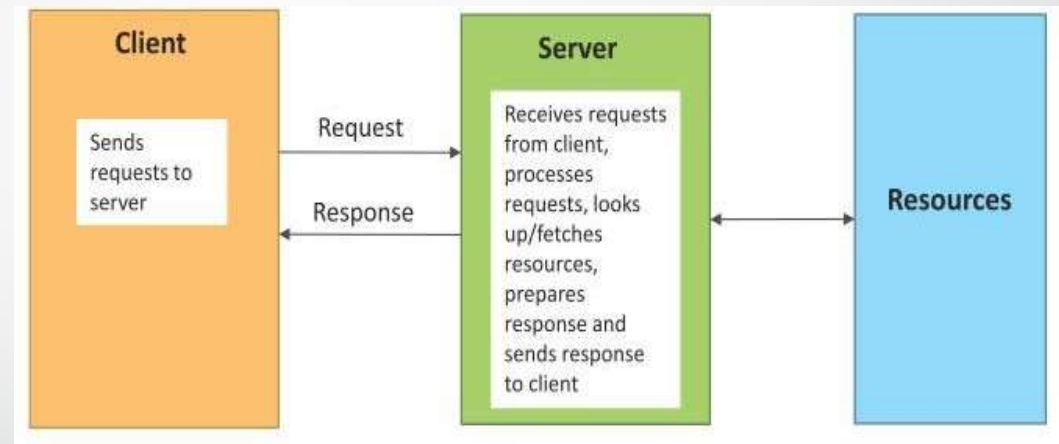 Client
Sends
requests to
server
Request
Response
Server
Receives requests
from client,
processes
requests, looks
up/fetches
resources,
prepares
response and
sends response
to client
Resources